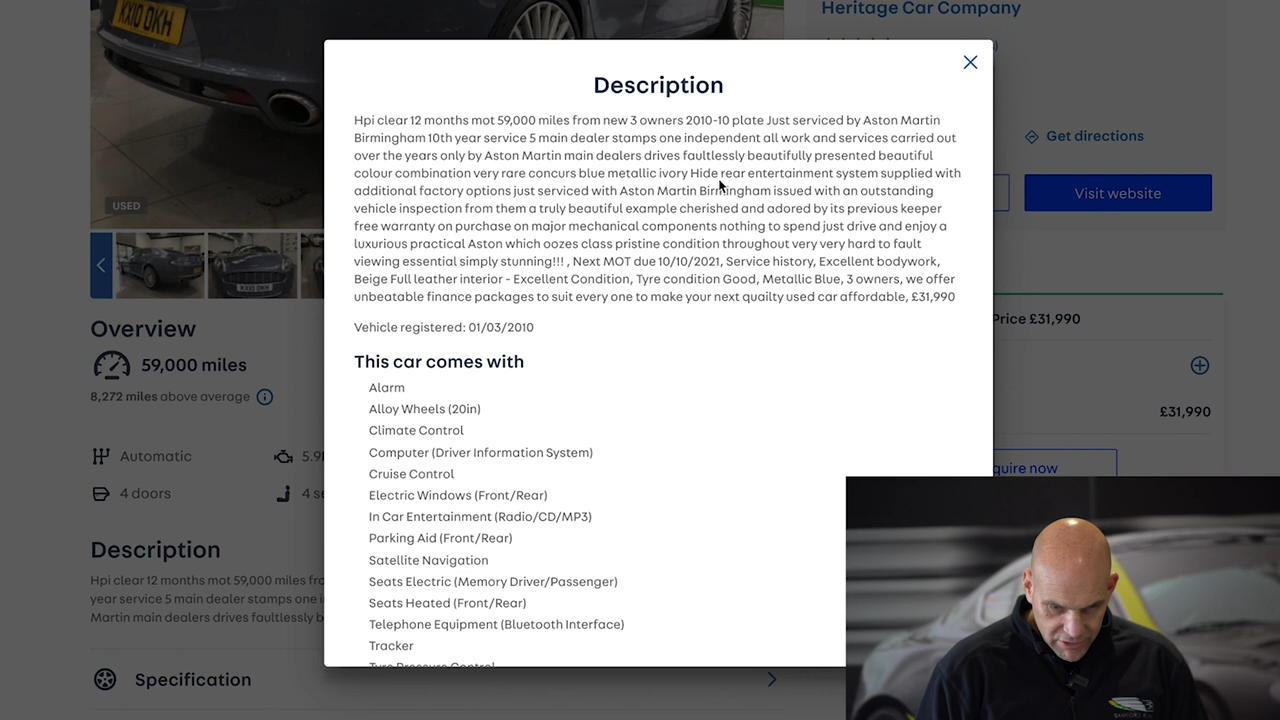 KX10 OKH
Heritage Car Company
Description
Hpi clear 12 months mot 59,000 miles from new 3 owners 2010-10 plate Just serviced by Aston Martin
Birmingham 10th year service 5 main dealer stamps one independent all work and services carried out
over the years only by Aston Martin main dealers drives faultlessly beautifully presented beautiful
colour combination very rare concurs blue metallic ivory Hide rear entertainment system supplied with
additional factory options just serviced with Aston Martin Birmingham issued with an outstanding
vehicle inspection from them a truly beautiful example cherished and adored by its previous keeper
free warranty on purchase on major mechanical components nothing to spend just drive and enjoy a
luxurious practical Aston which oozes class pristine condition throughout very very hard to fault
viewing essential simply stunning!!! , Next MOT due 10/10/2021, Service history, Excellent bodywork,
Beige Full leather interior - Excellent Condition, Tyre condition Good, Metallic Blue, 3 owners, we offer
unbeatable finance packages to suit every one to make your next quailty used car affordable, £31,990
Vehicle registered: 01/03/2010
This car comes with
Alarm
Alloy Wheels (20in)
Climate Control
Computer (Driver Information System)
Cruise Control
Electric Windows (Front/Rear)
In Car Entertainment (Radio/CD/MP3)
Parking Aid (Front/Rear)
Satellite Navigation
Seats Electric (Memory Driver/Passenger)
Seats Heated (Front/Rear)
Telephone Equipment (Bluetooth Interface)
Tracker
Tyre Pressure Control
Get directions
Visit website
USED
KX10 OKH
Overview
59,000 miles
8,272 miles above average
Automatic
5.9
4 doors
4 se
Price £31,990
£31,990
quire now
Description
Hpi clear 12 months mot 59,000 miles fro
year service 5 main dealer stamps one i
Martin main dealers drives faultlessly b
Specification